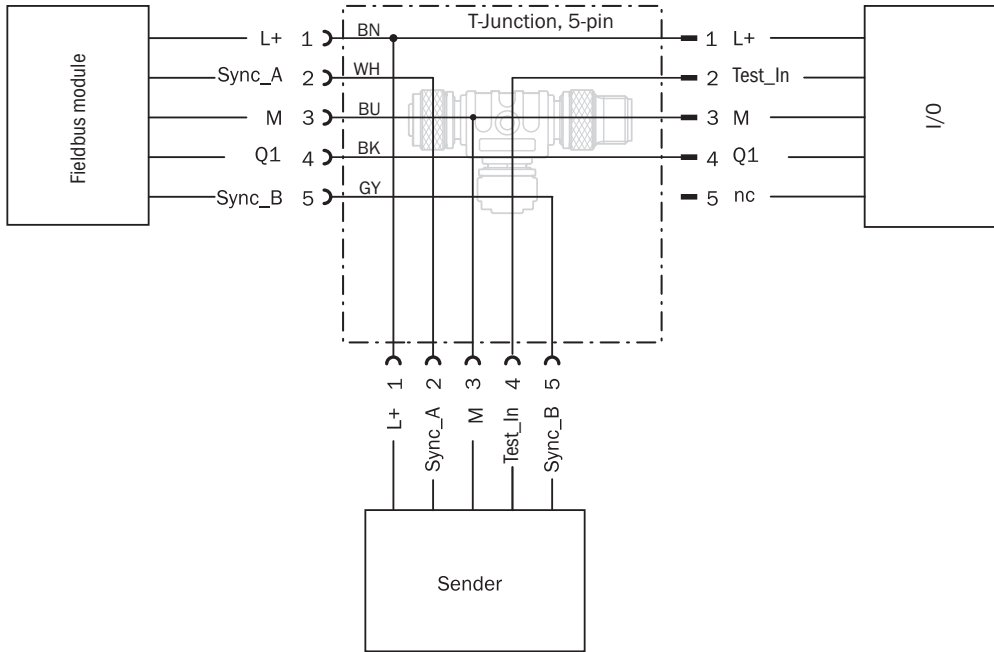 T-Junction, 5-pin
Fieldbus module
L+ 1 BN
Sync_A 2 WH
M 3 BU
Q1 4 BK
Sync_B 5 GY
1 L+
2 Test_In
3 M
4 Q1
5 nc
I/O
1 2 3 4 5
L+ Sync_A M Test_In Sync_B
Sender